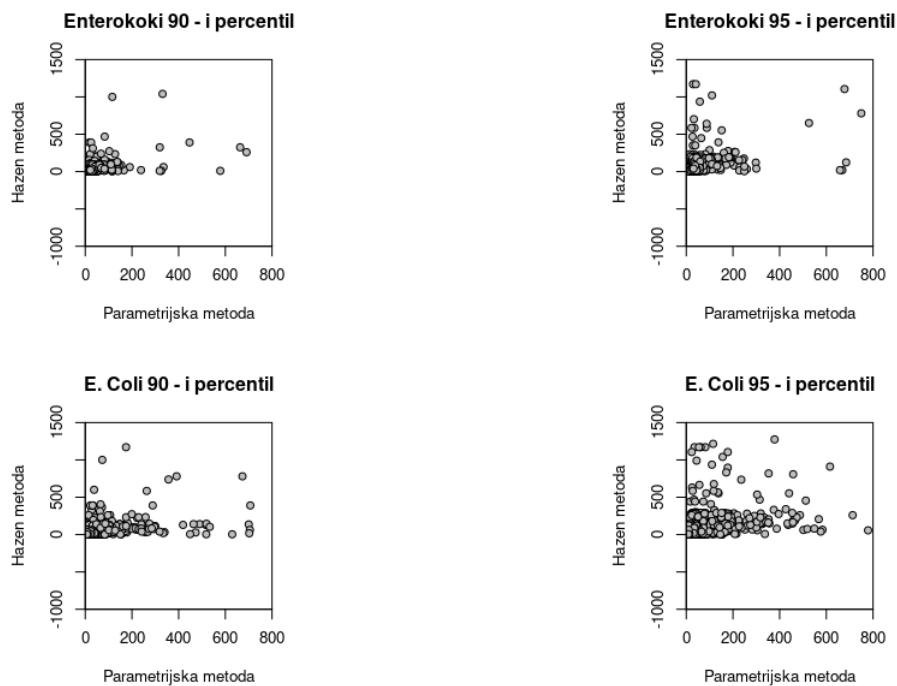 Enterokoki 90 - i percentil
Hazen metoda
1500
500
0
-1000
0 200 400 600 800
Parametrijska metoda
Enterokoki 95 - i percentil
Hazen metoda
1500
500
0
-1000
0 200 400 600 800
Parametrijska metoda
E. Coli 90 - i percentil
Hazen metoda
1500
500
0
-1000
0 200 400 600 800
Parametrijska metoda
E. Coli 95 - i percentil
Hazen metoda
1500
500
0
-1000
0 200 400 600 800
Parametrijska metoda